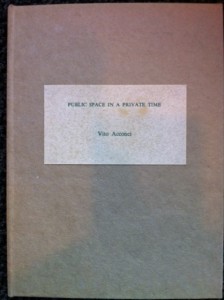 PUBLIC SPACE IN A PRIVATE TIME
Vito Acconci